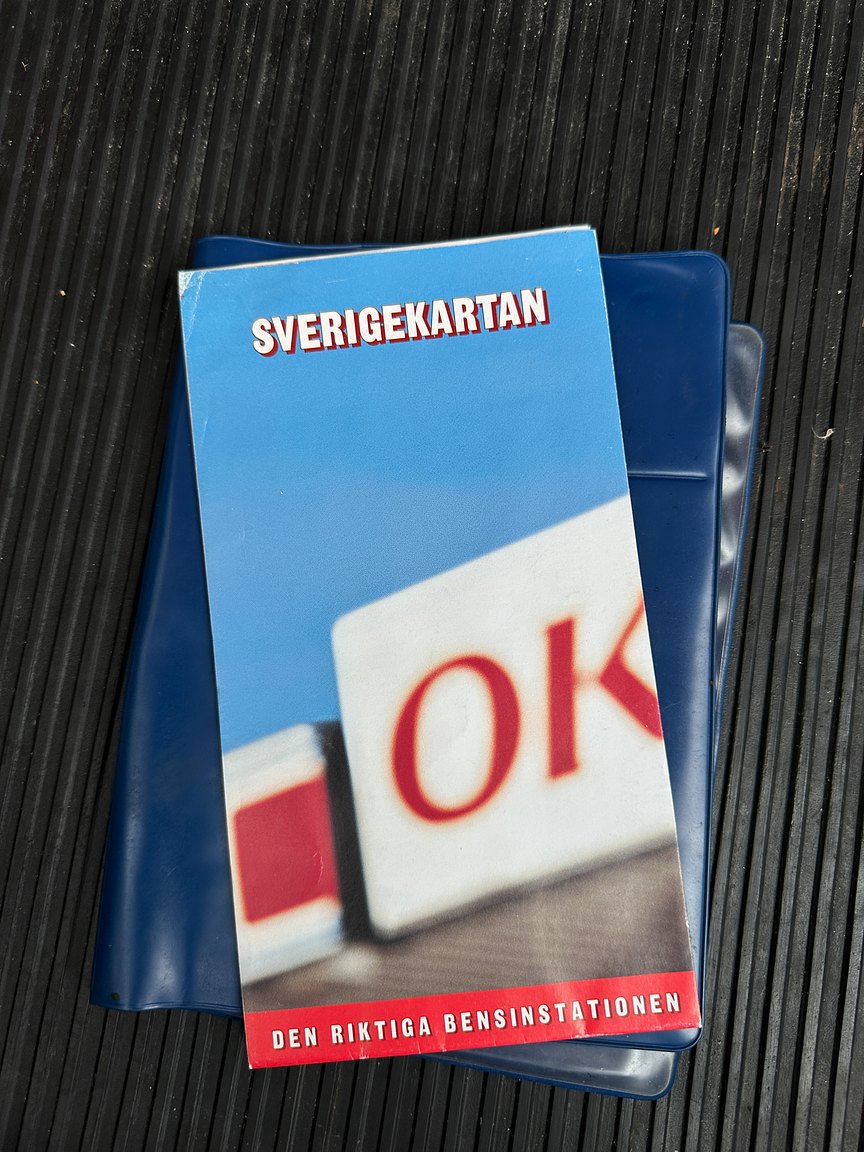 SVERIGEKARTAN
OK
DEN RIKTIGA BENSINSTATIONEN